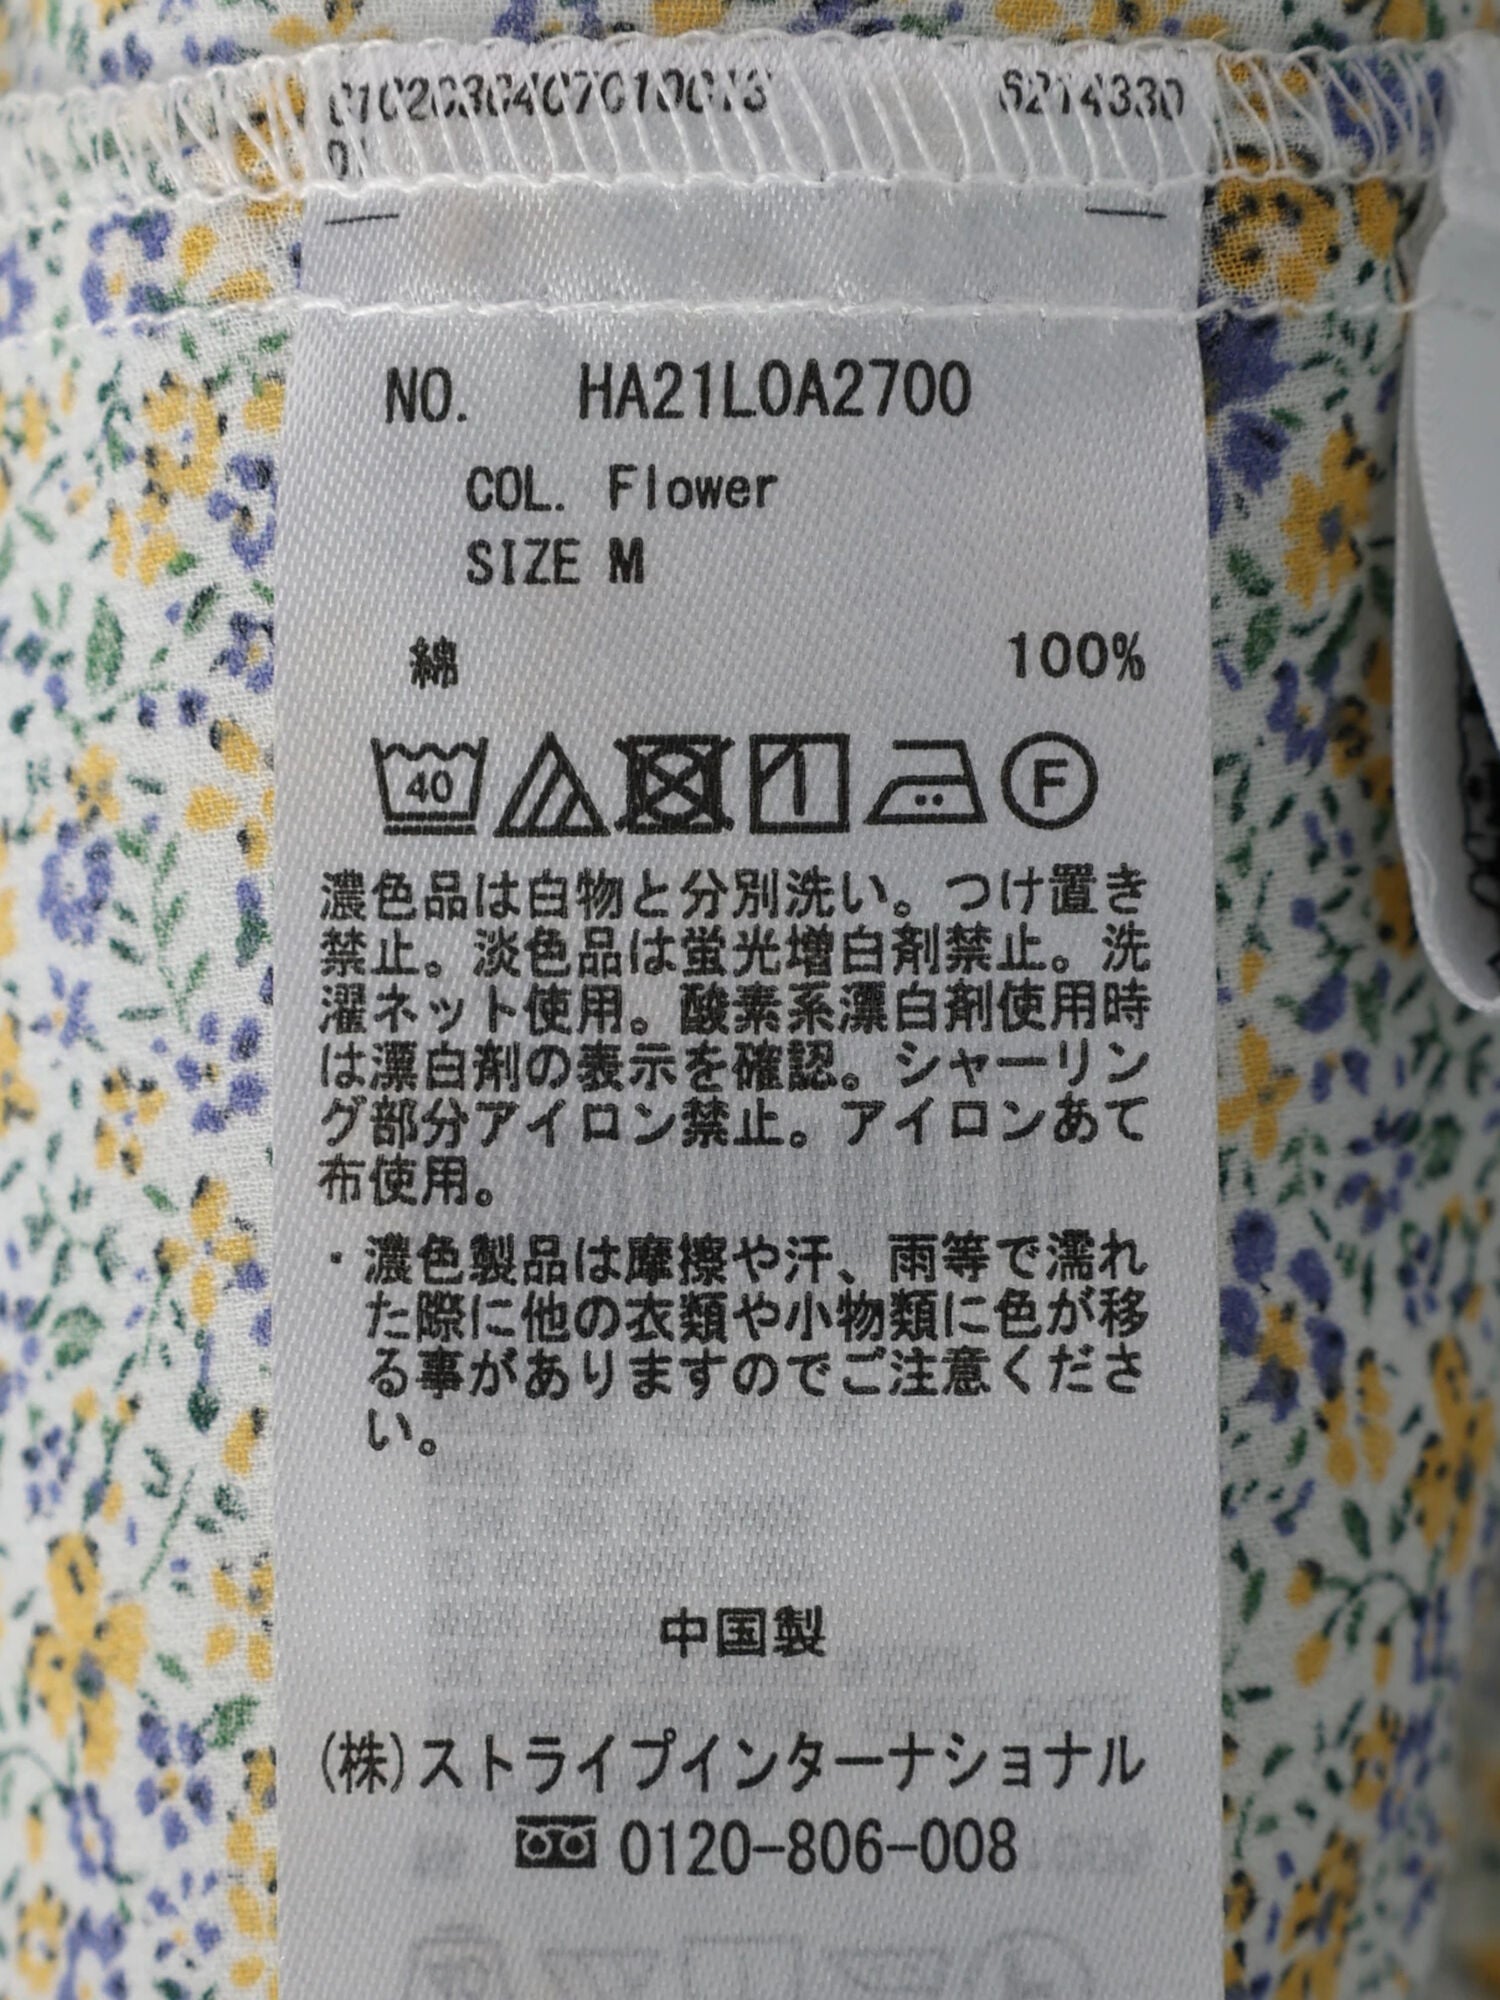 6214330
NO. HA21L0A2700
COL. Flower
SIZE M
綿 100%
40
F
濃色品は白物と分別洗い。つけ置き
禁止。淡色品は蛍光増白剤禁止。洗
濯ネット使用。酸素系漂白剤使用時
は漂白剤の表示を確認。シャーリン
グ部分アイロン禁止。アイロンあて
布使用。
・濃色製品は摩擦や汗、雨等で濡れ
た際に他の衣類や小物類に色が移
る事がありますのでご注意くださ
い。
中国製
(株)ストライプインターナショナル
0120-806-008